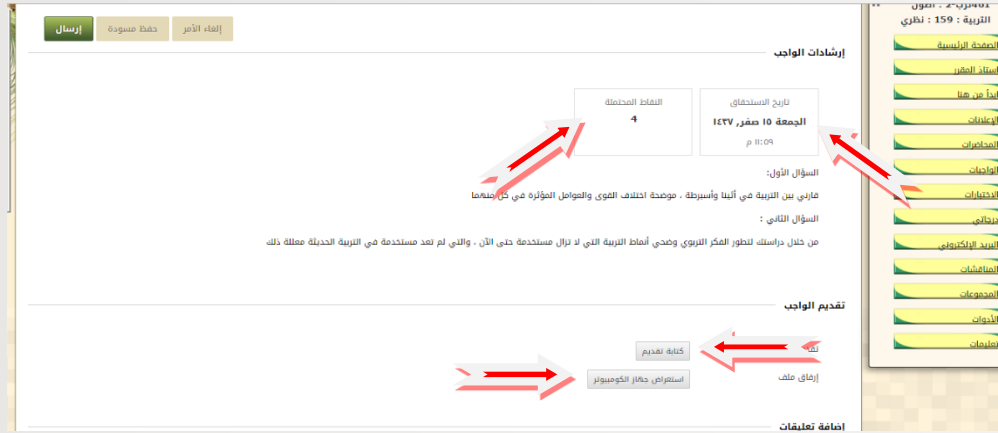 إلغاء الأمر
حفظ مسودة
إرسال
إرشادات الواجب
تاريخ الاستحقاق
الجمعة ١٥ صفر, ١٤٣٧
١١:٥٩ م
النقاط المحتملة
4
السؤال الأول:
قارني بين التربية في أثينا وأسبرطة ، موضحة اختلاف القوى والعوامل المؤثرة في كل منهما
السؤال الثاني :
من خلال دراستك لتطور الفكر التربوي وضحي أنماط التربية التي لا تزال مستخدمة حتى الآن ، والتي لم تعد مستخدمة في التربية الحديثة معللة ذلك
تقديم الواجب
كتابة تقديم
إرفاق ملف
استعراض جهاز الكومبيوتر
إضافة تعليقات
التربية : 159 : نظري
الصفحة الرئيسية
استاذ المقرر
ابدأ من هنا
الإعلانات
المحاضرات
الواجبات
الاختبارات
درجاتي
البريد الإلكتروني
المناقشات
المجموعات
الأدوات
تعليمات